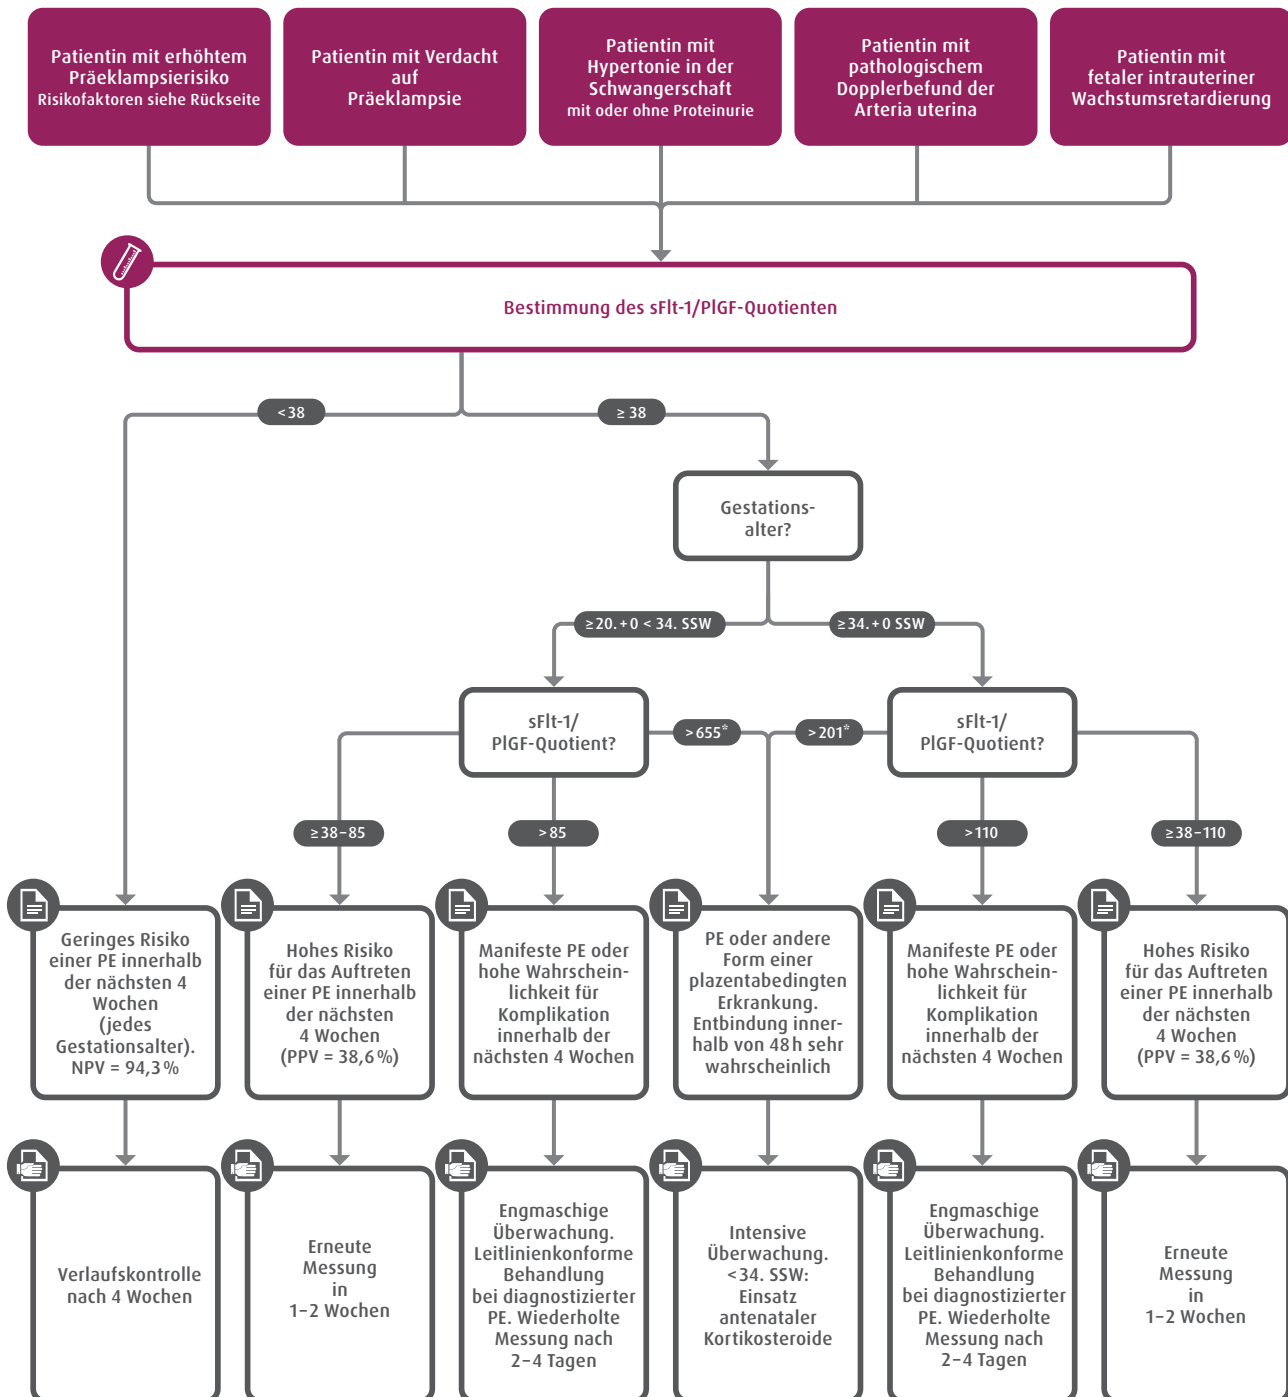 Patientin mit erhöhtem
Präeklampsierisiko
Risikofaktoren siehe Rückseite
Patientin mit Verdacht
auf
Präeklampsie
Patientin mit
Hypertonie in der
Schwangerschaft
mit oder ohne Proteinurie
Patientin mit
pathologischem
Dopplerbefund der
Arteria uterina
Patientin mit
fetaler intrauteriner
Wachstumsretardierung
Bestimmung des sFlt-1/PlGF-Quotienten
<38
≥ 38
Gestations-
alter?
≥20.+0 < 34. SSW
≥34.+0 SSW
sFlt-1/
PlGF-Quotient?
>655*
>201*
sFlt-1/
PlGF-Quotient?
≥38–85
>85
>110
≥38–110
Geringes Risiko
einer PE innerhalb
der nächsten 4
Wochen
(jedes
Gestationsalter).
NPV = 94,3 %
Hohes Risiko
für das Auftreten
einer PE innerhalb
der nächsten
4 Wochen
(PPV = 38,6 %)
Manifeste PE oder
hohe Wahrschein-
lichkeit für
Komplikation
innerhalb der
nächsten 4 Wochen
PE oder andere
Form einer
plazentabedingten
Erkrankung.
Entbindung inner-
halb von 48 h sehr
wahrscheinlich
Manifeste PE oder
hohe Wahrschein-
lichkeit für
Komplikation
innerhalb der
nächsten 4 Wochen
Hohes Risiko
für das Auftreten
einer PE innerhalb
der nächsten
4 Wochen
(PPV = 38,6 %)
Verlaufskontrolle
nach 4 Wochen
Erneute
Messung
in
1–2 Wochen
Engmaschige
Überwachung.
Leitlinienkonforme
Behandlung
bei diagnostizierter
PE. Wiederholte
Messung nach
2–4 Tagen
Intensive
Überwachung.
<34. SSW:
Einsatz
antenataler
Kortikosteroide
Engmaschige
Überwachung.
Leitlinienkonforme
Behandlung
bei diagnostizierter
PE. Wiederholte
Messung nach
2–4 Tagen
Erneute
Messung
in
1–2 Wochen